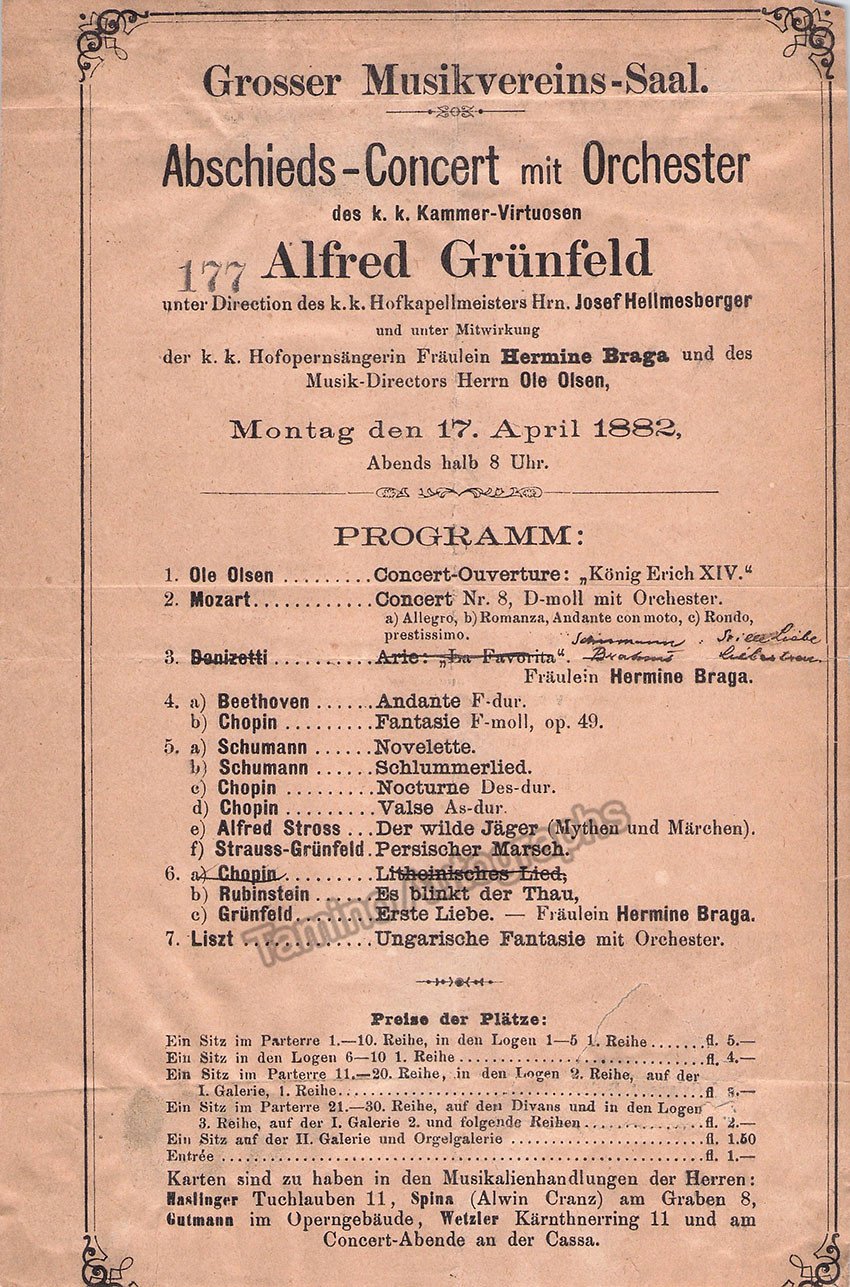 Grosser Musikvereins-Saal.
Abschieds-Concert mit Orchester
des k. k. Kammer-Virtuosen
177 Alfred Grünfeld
unter Direction des k. k. Hofkapellmeisters Hrn. Josef Hellmesberger
und unter Mitwirkung
der k. k. Hofopernsängerin Fräulein Hermine Braga und des
Musik-Directors Herrn Ole Olsen,
Montag den 17. April 1882,
Abends halb 8 Uhr.
PROGRAMM:
1. Ole Olsen ......... Concert-Ouverture: „König Erich XIV."
2. Mozart............ Concert Nr. 8, D-moll mit Orchester.
a) Allegro, b) Romanza, Andante con moto, c) Rondo,
prestissimo. Schumann : Stille Liebe
3. Donizetti .......... Arie: „La Favorita". Brahms
Fräulein Hermine Braga.
4. a) Beethoven ...... Andante F-dur.
b) Chopin ......... Fantasie F-moll, op. 49.
5. a) Schumann ...... Novelette.
b) Schumann ...... Schlummerlied.
c) Chopin ......... Nocturne Des-dur.
d) Chopin ......... Valse As-dur.
e) Alfred Stross ... Der wilde Jäger (Mythen und Märchen).
f) Strauss-Grünfeld. Persischer Marsch.
6. a) Chopin Litheinisches Lied,
b) Rubinstein ...... Es blinkt der Thau,
c) Grünfeld........ Erste Liebe. — Fräulein Hermine Braga.
7. Liszt ............. Ungarische Fantasie mit Orchester.
Tamino Autographs
Preise der Plätze:
Ein Sitz im Parterre 1.—10. Reihe, in den Logen 1—5 1. Reihe .......fl. 5.—
Ein Sitz in den Logen 6—10 1. Reihe ................................fl. 4.—
Ein Sitz im Parterre 11.—20. Reihe, in den Logen 2. Reihe, auf der
I. Galerie, 1. Reihe...............................................fl 3.—
Ein Sitz im Parterre 21.—30. Reihe, auf den Divans und in den Logen
3. Reihe, auf der I. Galerie 2. und folgende Reihen ...............fl. 2.—
Ein Sitz auf der II. Galerie und Orgelgalerie .....................fl. 1.50
Entrée .............................................................fl. 1.—
Karten sind zu haben in den Musikalienhandlungen der Herren:
Haslinger Tuchlauben 11, Spina (Alwin Cranz) am Graben 8,
Gutmann im Operngebäude, Wetzler Kärnthnerring 11 und am
Concert-Abende an der Cassa.